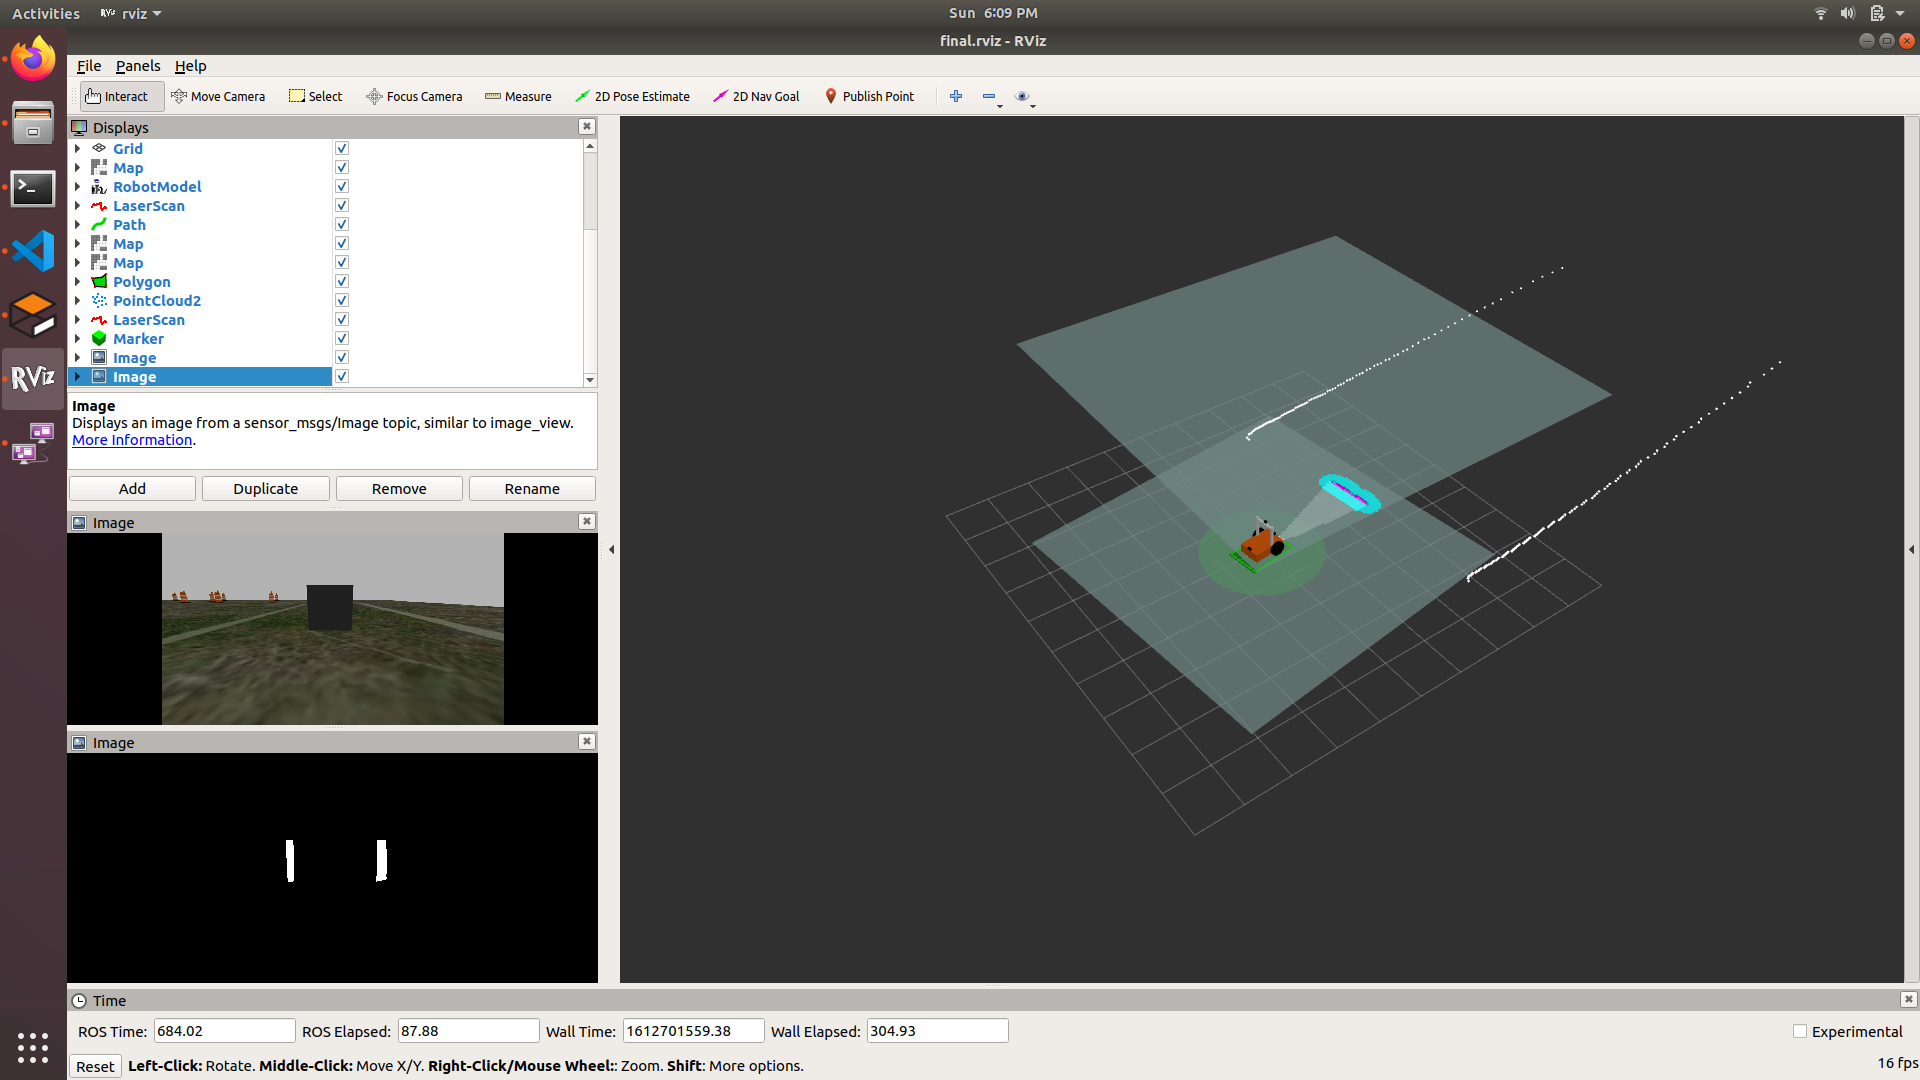 Activities
RViz rviz
Sun 6:09 PM
final.rviz - RViz
File Panels Help
Interact Move Camera Select Focus Camera Measure 2D Pose Estimate 2D Nav Goal Publish Point
Displays
Grid
Map
RobotModel
LaserScan
Path
Map
Map
Polygon
PointCloud2
LaserScan
Marker
Image
Image
RViz
Image
Displays an image from a sensor_msgs/Image topic, similar to image_view.
More Information.
Add Duplicate Remove Rename
Image
Image
Time
ROS Time: 684.02 ROS Elapsed: 87.88 Wall Time: 1612701559.38 Wall Elapsed: 304.93 Experimental
Reset Left-Click: Rotate. Middle-Click: Move X/Y. Right-Click/Mouse Wheel:: Zoom. Shift: More options. 16 fps